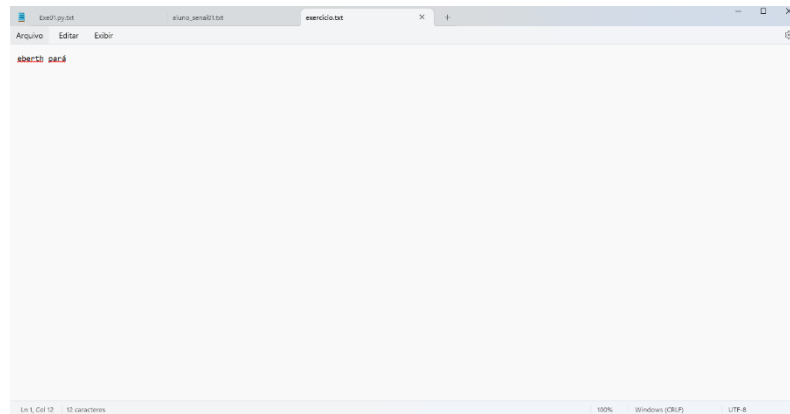 Exe01.py.txt aluno_senai01.txt exercicio.txt
Arquivo Editar Exibir
eberth pará
Ln 1, Col 12 12 caracteres 100% Windows (CRLF) UTF-8